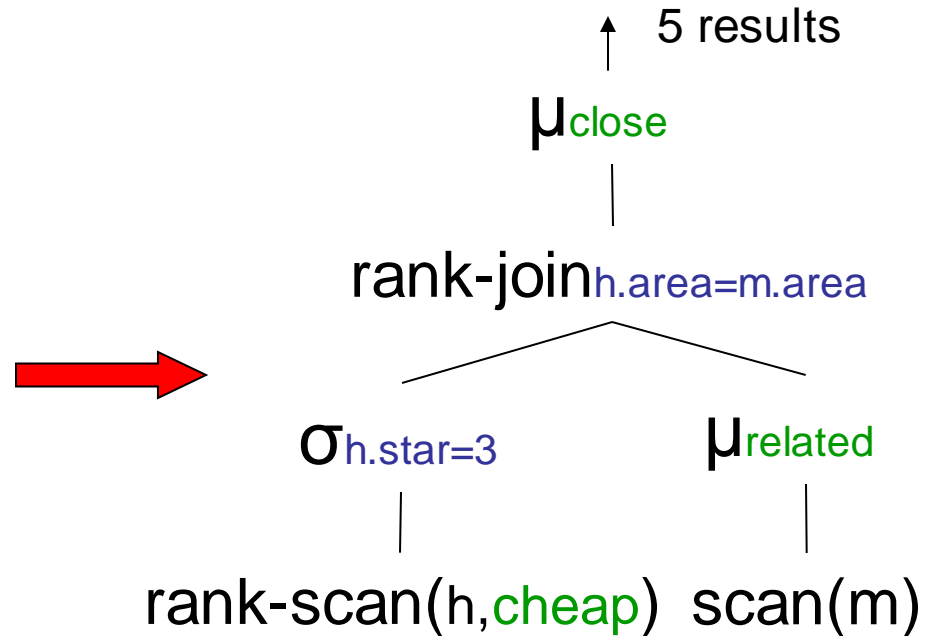 5 results
μclose
rank-joinh.area=m.area
σh.star=3 μrelated
rank-scan(h,cheap) scan(m)